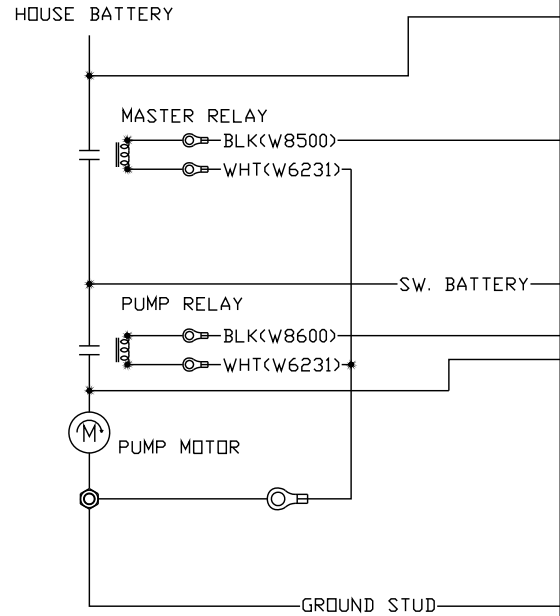 HOUSE BATTERY
MASTER RELAY
BLK(W8500)
WHT(W6231)
SW. BATTERY
PUMP RELAY
BLK(W8600)
WHT(W6231)
M
PUMP MOTOR
GROUND STUD